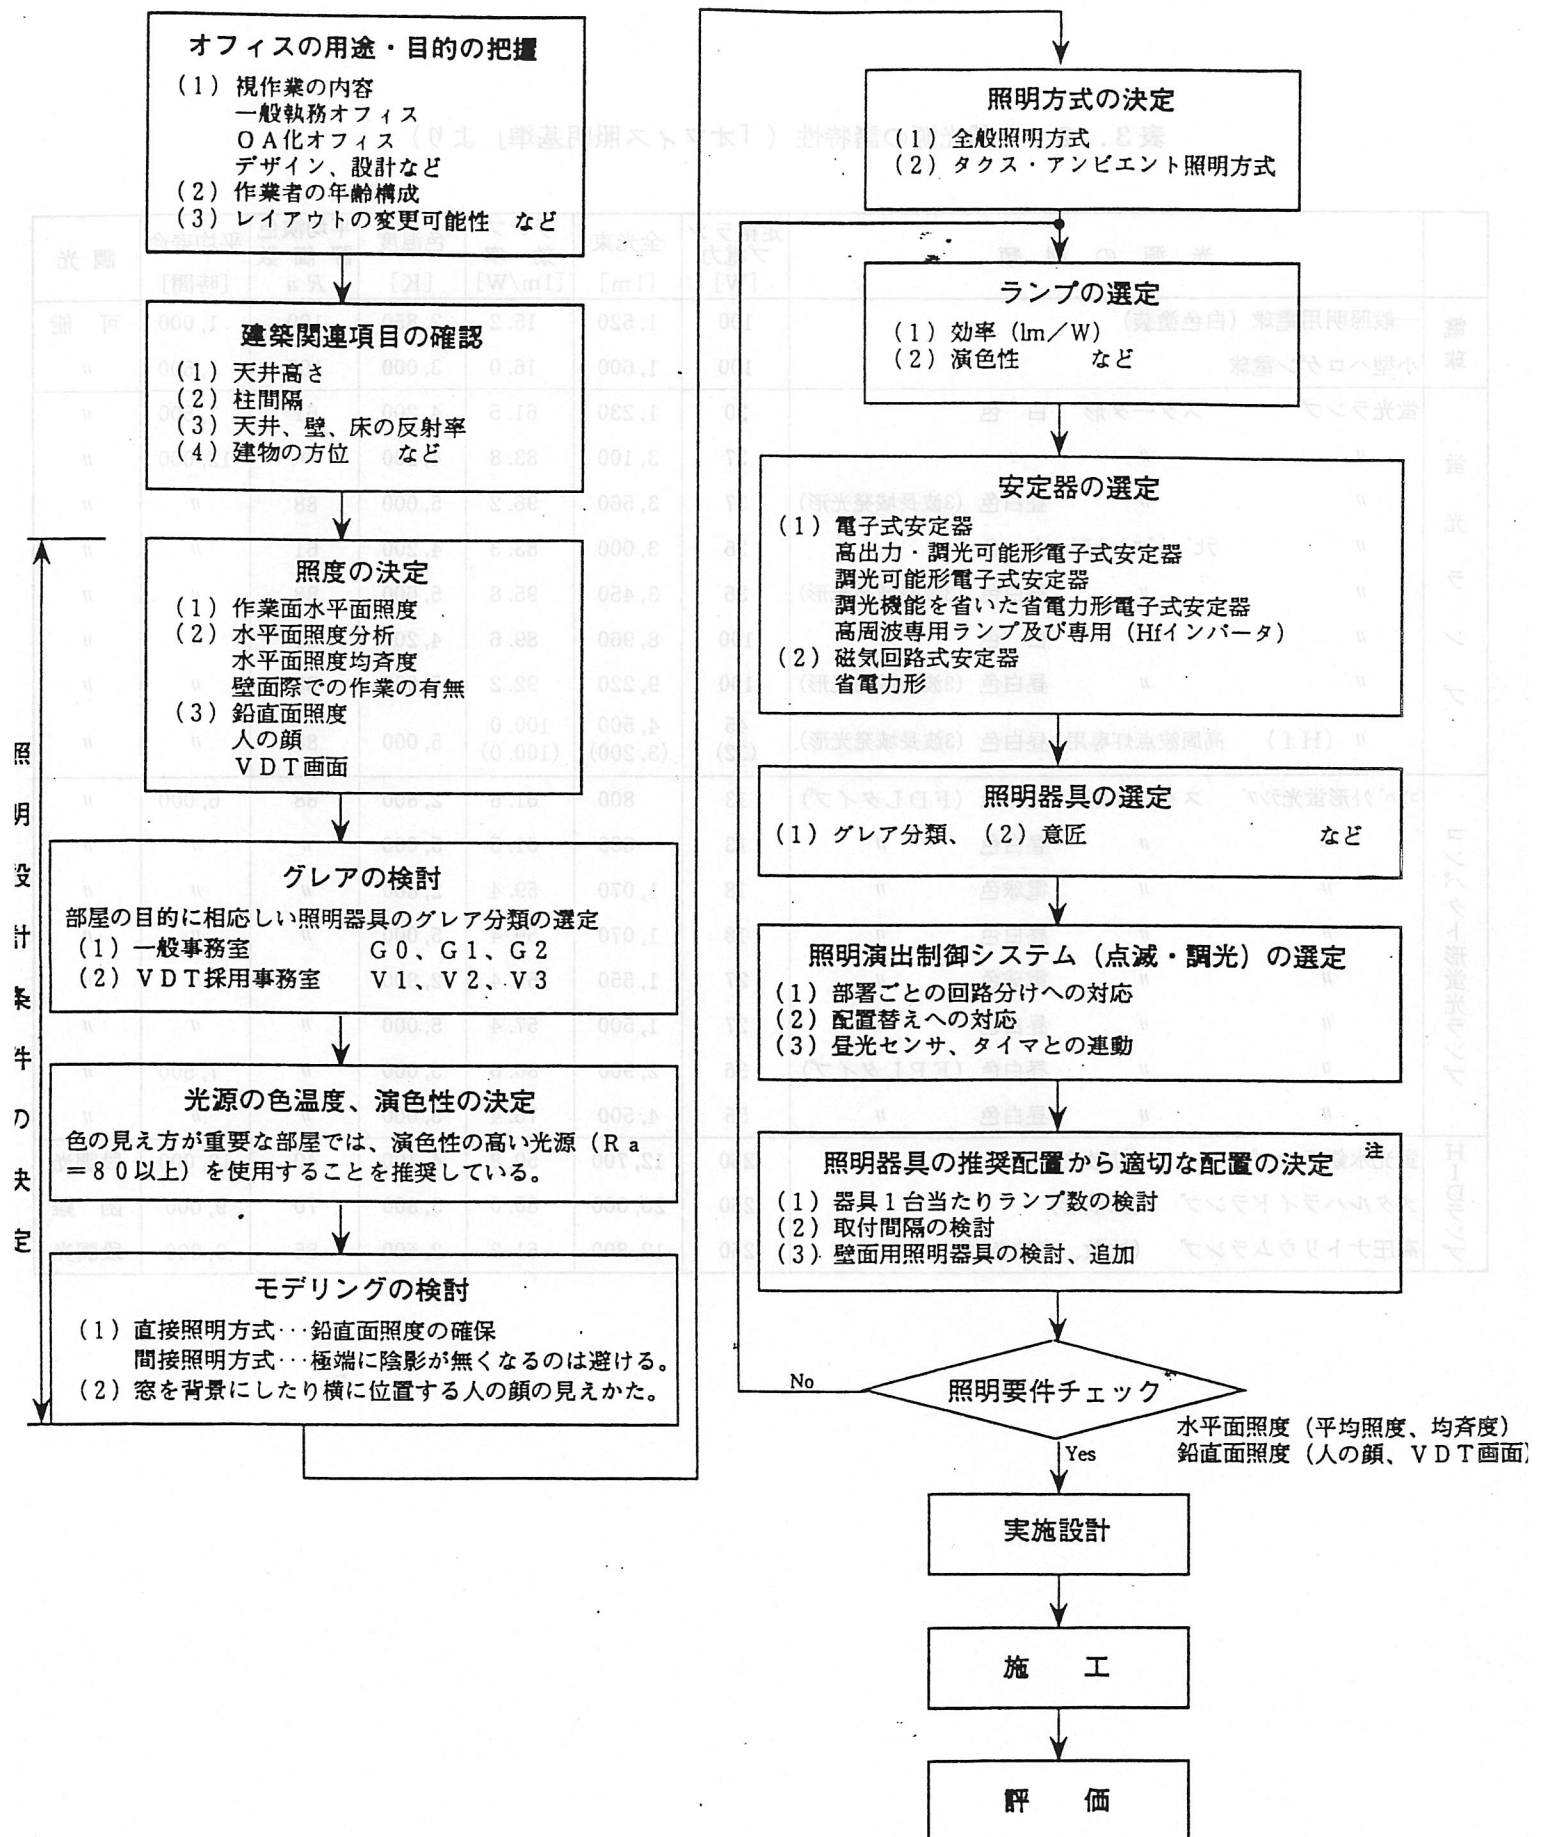 オフィスの用途・目的の把握
(1) 視作業の内容
一般執務オフィス
OA化オフィス
デザイン、設計など
(2) 作業者の年齢構成
(3) レイアウトの変更可能性 など
建築関連項目の確認
(1) 天井高さ
(2) 柱間隔
(3) 天井、壁、床の反射率
(4) 建物の方位 など
照明設計条件の決定
照度の決定
(1) 作業面水平面照度
(2) 水平面照度分析
水平面照度均斉度
壁面際での作業の有無
(3) 鉛直面照度
人の顔
VDT画面
グレアの検討
部屋の目的に相応しい照明器具のグレア分類の選定
(1) 一般事務室 G0、G1、G2
(2) VDT採用事務室 V1、V2、V3
光源の色温度、演色性の決定
色の見え方が重要な部屋では、演色性の高い光源(Ra
=80以上)を使用することを推奨している。
モデリングの検討
(1) 直接照明方式…鉛直面照度の確保
間接照明方式…極端に陰影が無くなるのは避ける。
(2) 窓を背景にしたり横に位置する人の顔の見えかた。
照明方式の決定
(1) 全般照明方式
(2) タクス・アンビエント照明方式
ランプの選定
(1) 効率(lm/W)
(2) 演色性 など
安定器の選定
(1) 電子式安定器
高出力・調光可能形電子式安定器
調光可能形電子式安定器
調光機能を省いた省電力形電子式安定器
高周波専用ランプ及び専用(Hfインバータ)
(2) 磁気回路式安定器
省電力形
照明器具の選定
(1) グレア分類、(2) 意匠 など
照明演出制御システム(点滅・調光)の選定
(1) 部署ごとの回路分けへの対応
(2) 配置替えへの対応
(3) 昼光センサ、タイマとの連動
照明器具の推奨配置から適切な配置の決定 注
(1) 器具1台当たりランプ数の検討
(2) 取付間隔の検討
(3) 壁面用照明器具の検討、追加
No
照明要件チェック
水平面照度(平均照度、均斉度)
鉛直面照度(人の顔、VDT画面)
Yes
実施設計
施 工
評 価